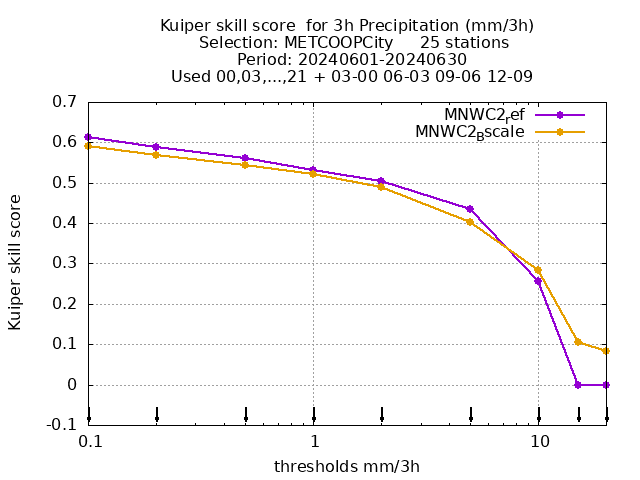 Kuiper skill score  for 3h Precipitation (mm/3h)
Selection: METCOOPCity     25 stations
Period: 20240601-20240630
Used 00,03,...,21 + 03-00 06-03 09-06 12-09
MNWC2ref
MNWC2Bscale
0.7
0.6
0.5
0.4
0.3
0.2
0.1
0
-0.1
Kuiper skill score
0.1 1 10
thresholds mm/3h